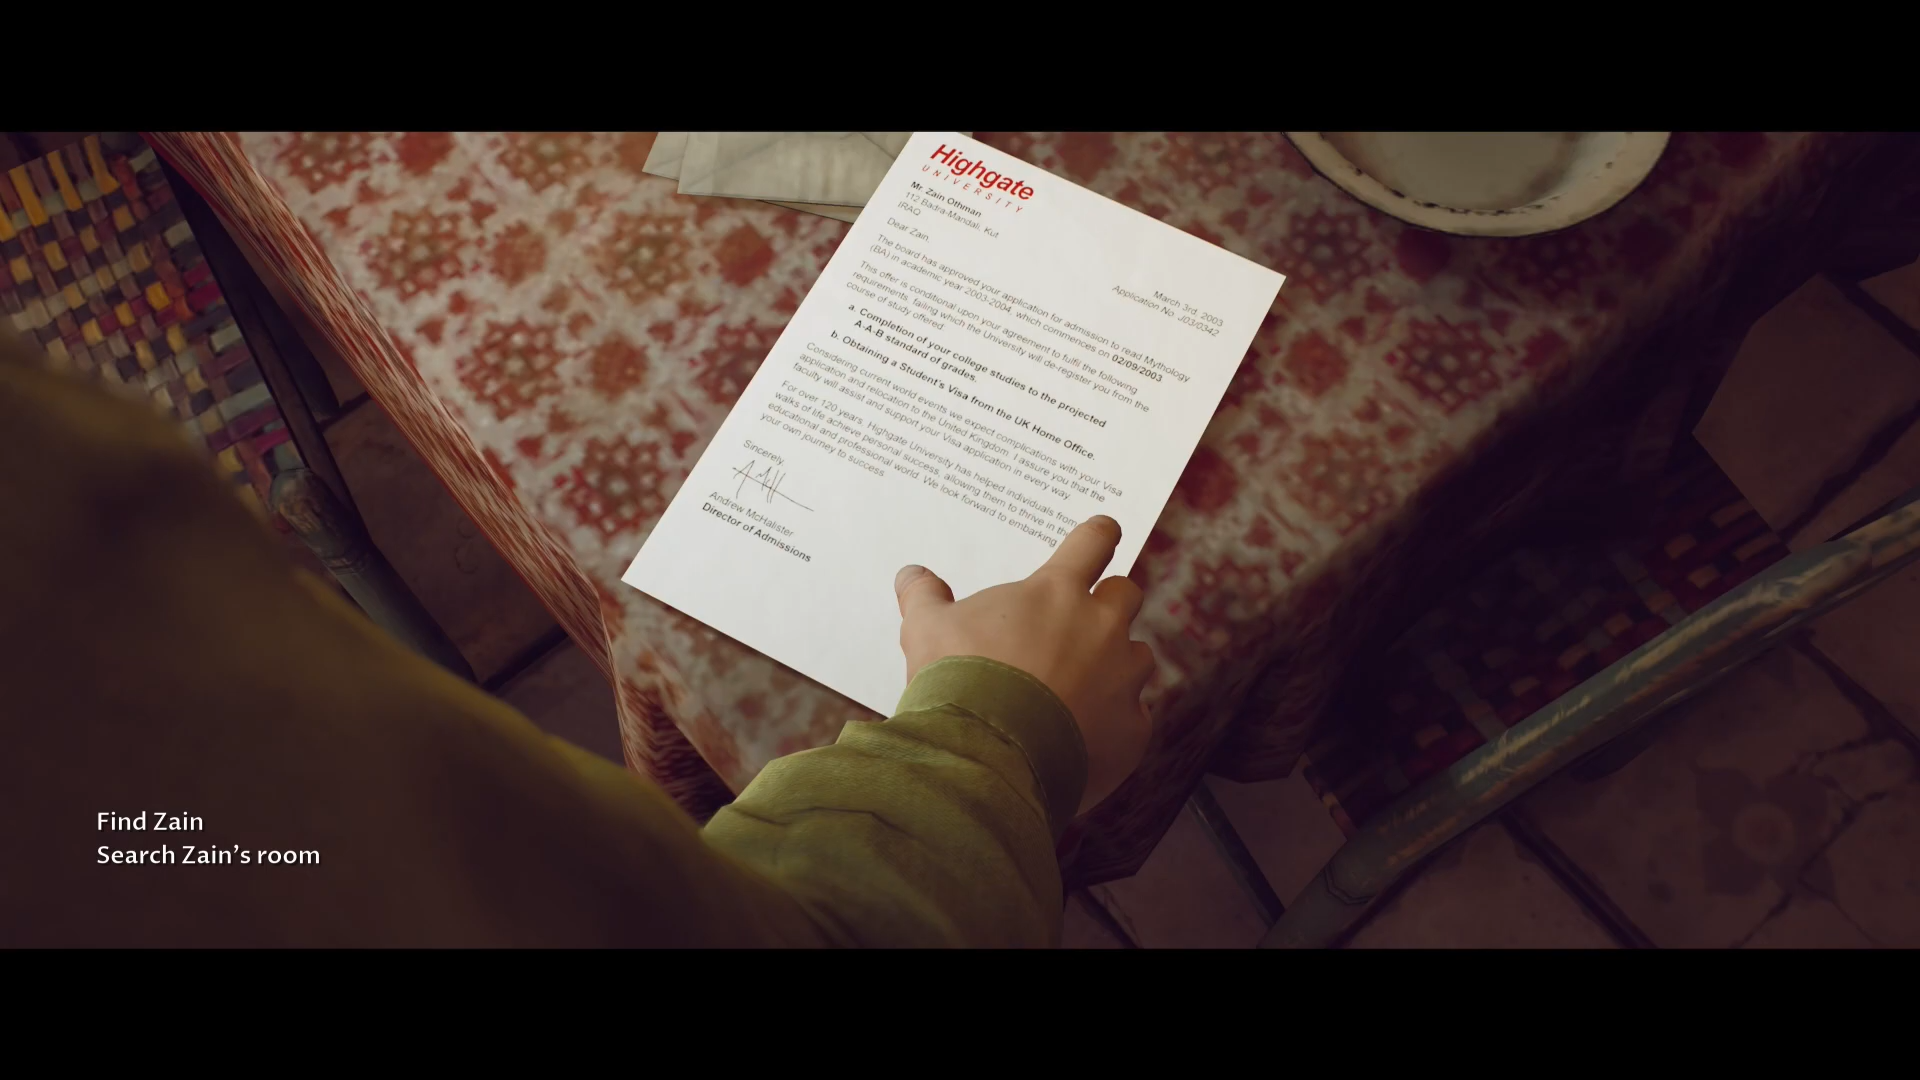 Highgate
UNIVERSITY
Mr Zain Othman
112 Badra-Mandali, Kut
IRAQ
March 3rd, 2003
Application No. J03/0342
Dear Zain,
The board has approved your application for admission to read Mythology
(BA) in academic year 2003-2004, which commences on 02/09/2003.
This offer is conditional upon your agreement to fulfil the following
requirements, failing which the University will de-register you from the
course of study offered:
a. Completion of your college studies to the projected
A-A-B standard of grades.
b. Obtaining a Student's Visa from the UK Home Office.
Considering current world events we expect complications with your Visa
application and relocation to the United Kingdom. I assure you that the
faculty will assist and support your Visa application in every way.
For over 120 years, Highgate University has helped individuals from
walks of life achieve personal success, allowing them to thrive in the
educational and professional world. We look forward to embarking
your own journey to success.
Sincerely,
Andrew McHalister
Director of Admissions
Find Zain
Search Zain's room